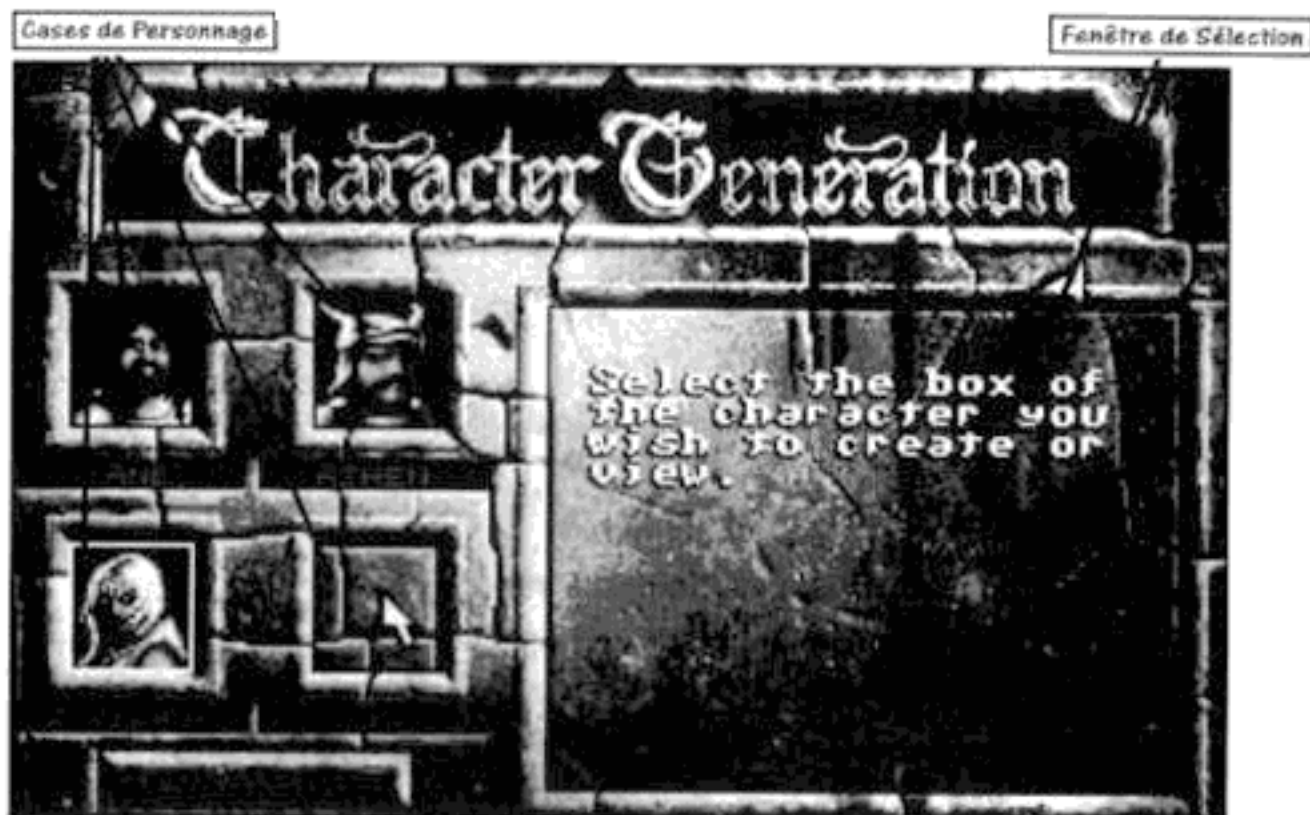 Cases de Personnage
Fenêtre de Sélection
Character Generation
Select the box of
the character you
wish to create or
view.